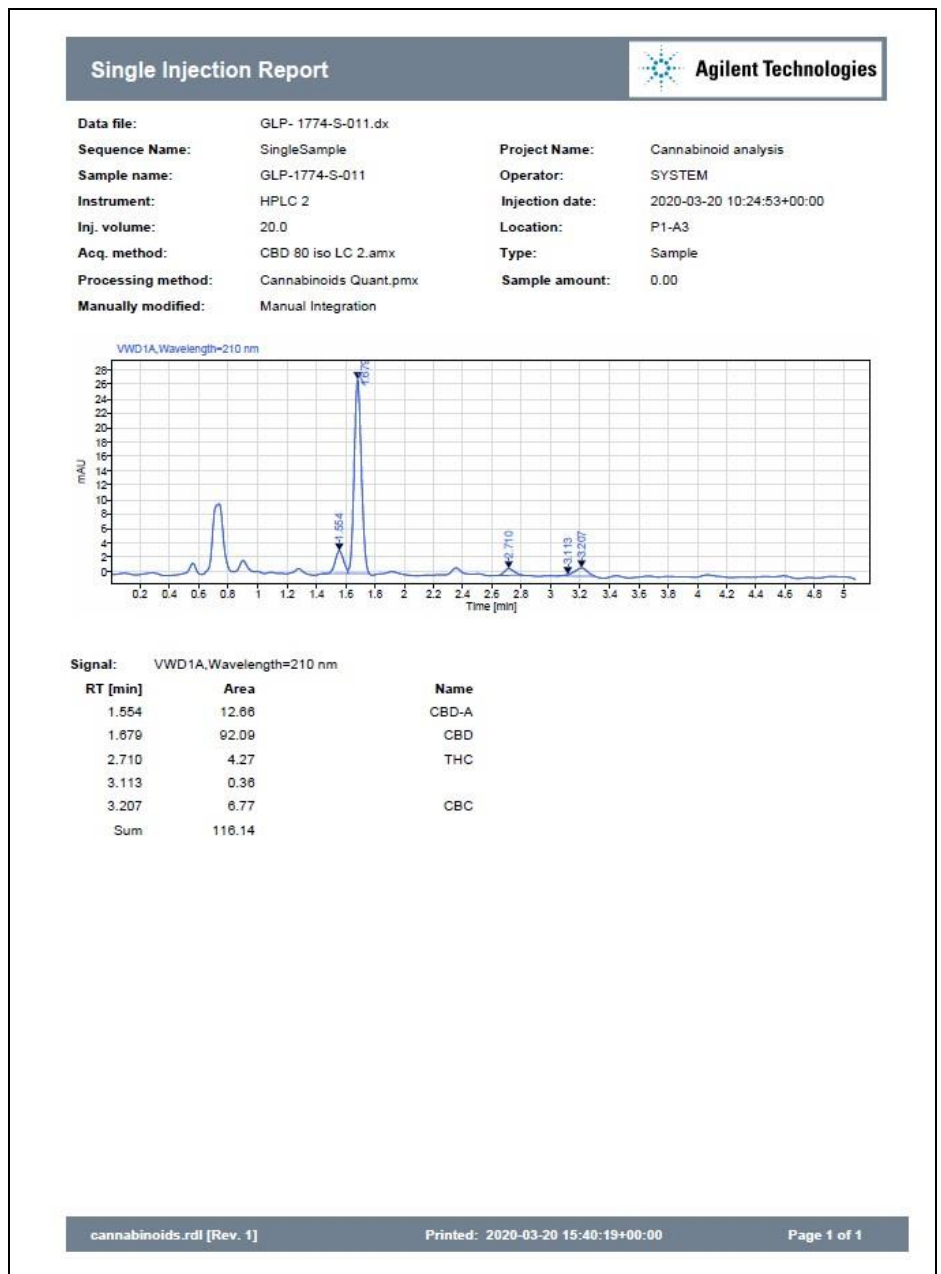 Single Injection Report
Agilent Technologies
Data file: GLP- 1774-S-011.dx
Sequence Name: SingleSample Project Name: Cannabinoid analysis
Sample name: GLP-1774-S-011 Operator: SYSTEM
Instrument: HPLC 2 Injection date: 2020-03-20 10:24:53+00:00
Inj. volume: 20.0 Location: P1-A3
Acq. method: CBD 80 iso LC 2.amx Type: Sample
Processing method: Cannabinoids Quant.pmx Sample amount: 0.00
Manually modified: Manual Integration
VWD1A,Wavelength=210 nm
28
26
24
22
20
18
16
14
12
10
8
6
4
2
0
mAU
1.554
1.679
2.710
3.113
3.207
0.2 0.4 0.6 0.8 1 1.2 1.4 1.6 1.8 2 2.2 2.4 2.6 2.8 3 3.2 3.4 3.6 3.8 4 4.2 4.4 4.6 4.8 5
Time [min]
Signal: VWD1A,Wavelength=210 nm
RT [min] Area Name
1.554 12.66 CBD-A
1.679 92.09 CBD
2.710 4.27 THC
3.113 0.36
3.207 6.77 CBC
Sum 116.14
cannabinoids.rdl [Rev. 1] Printed: 2020-03-20 15:40:19+00:00 Page 1 of 1